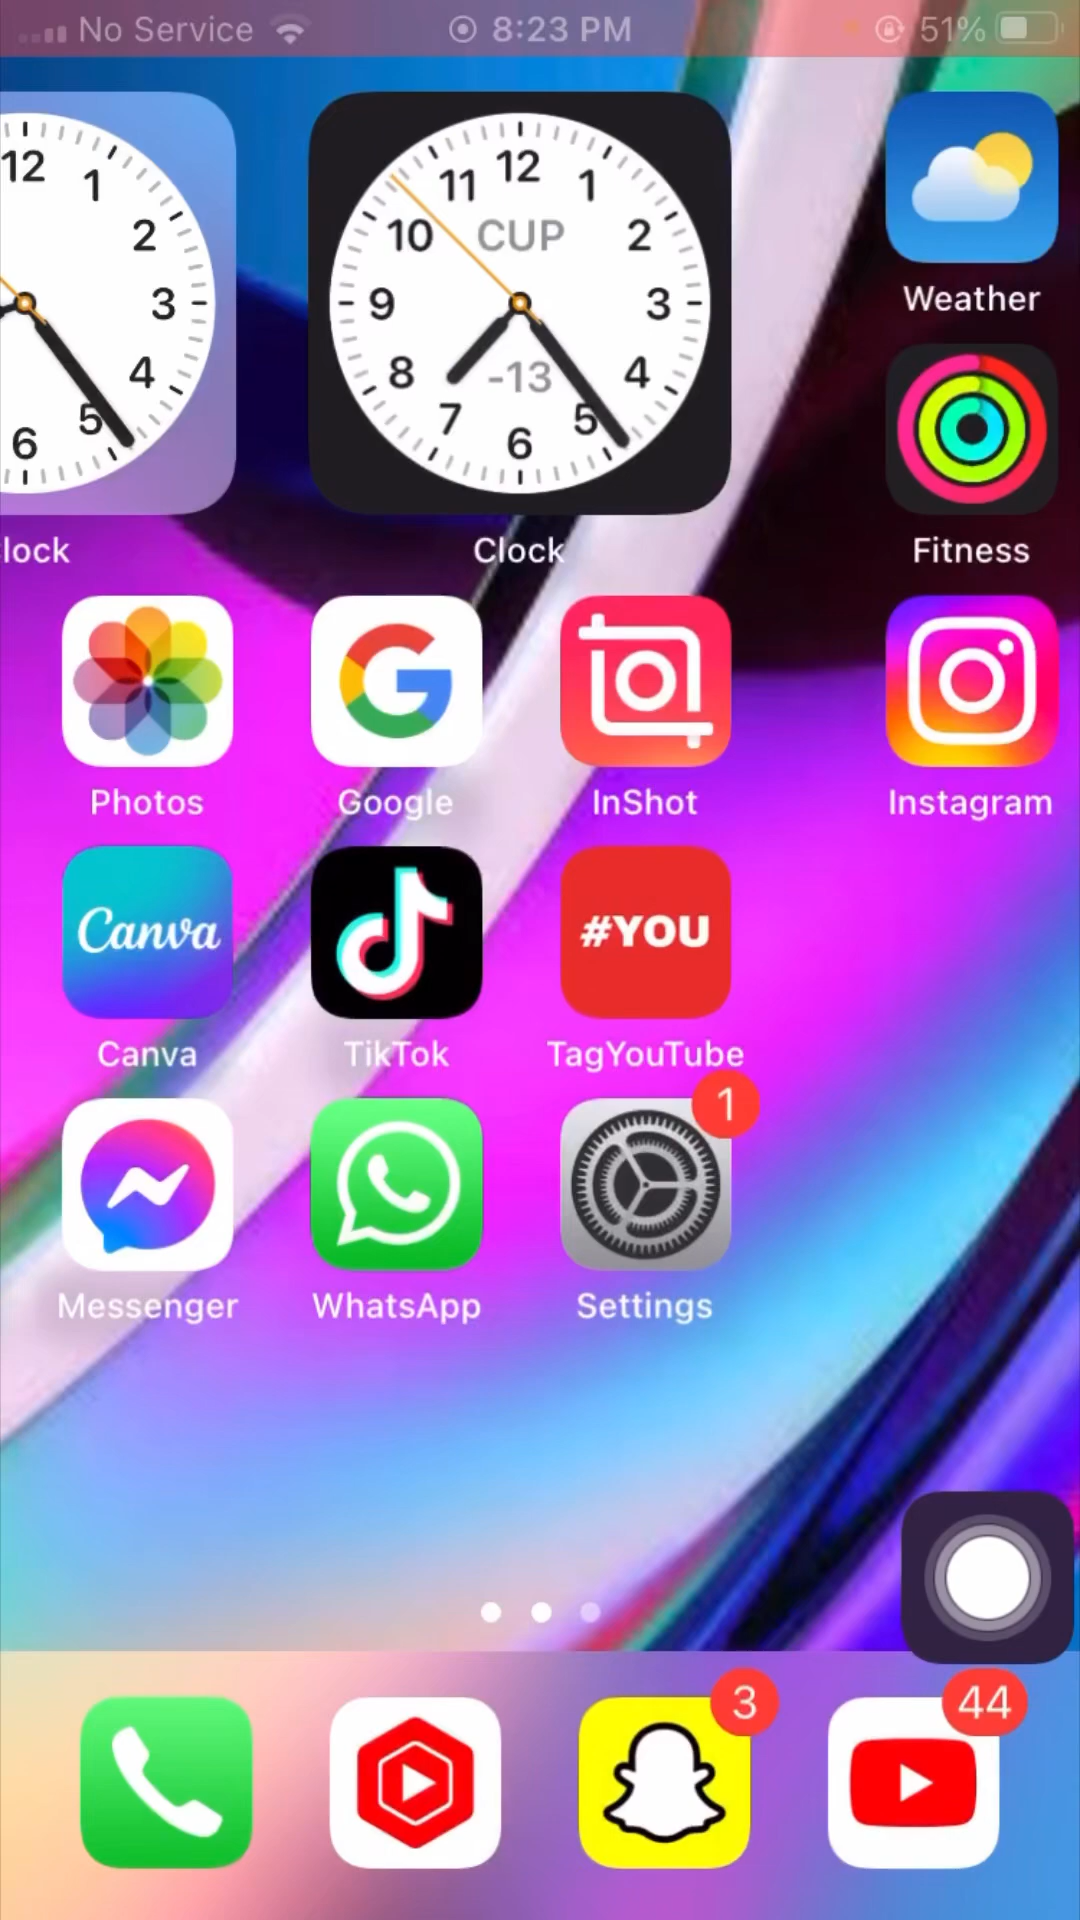 No Service 8:23 PM 51%
12 1 2 3 4 5 6
12 1 2 3 4 5 6 7 8 9 10 11
CUP
-13
Weather
lock Clock Fitness
Photos Google InShot Instagram
Canva #YOU
Canva TikTok TagYouTube
1
Messenger WhatsApp Settings
3 44